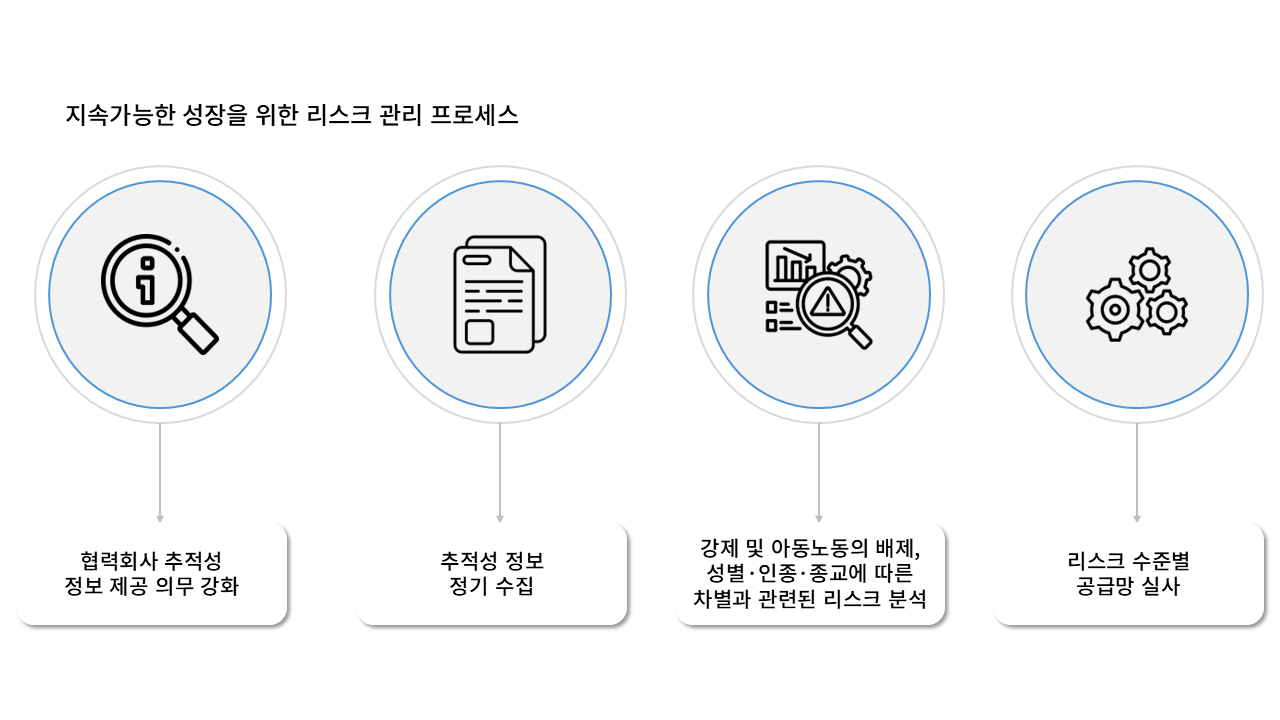 지속가능한 성장을 위한 리스크 관리 프로세스
협력회사 추적성
정보 제공 의무 강화
추적성 정보
정기 수집
강제 및 아동노동의 배제,
성별·인종·종교에 따른
차별과 관련된 리스크 분석
리스크 수준별
공급망 실사